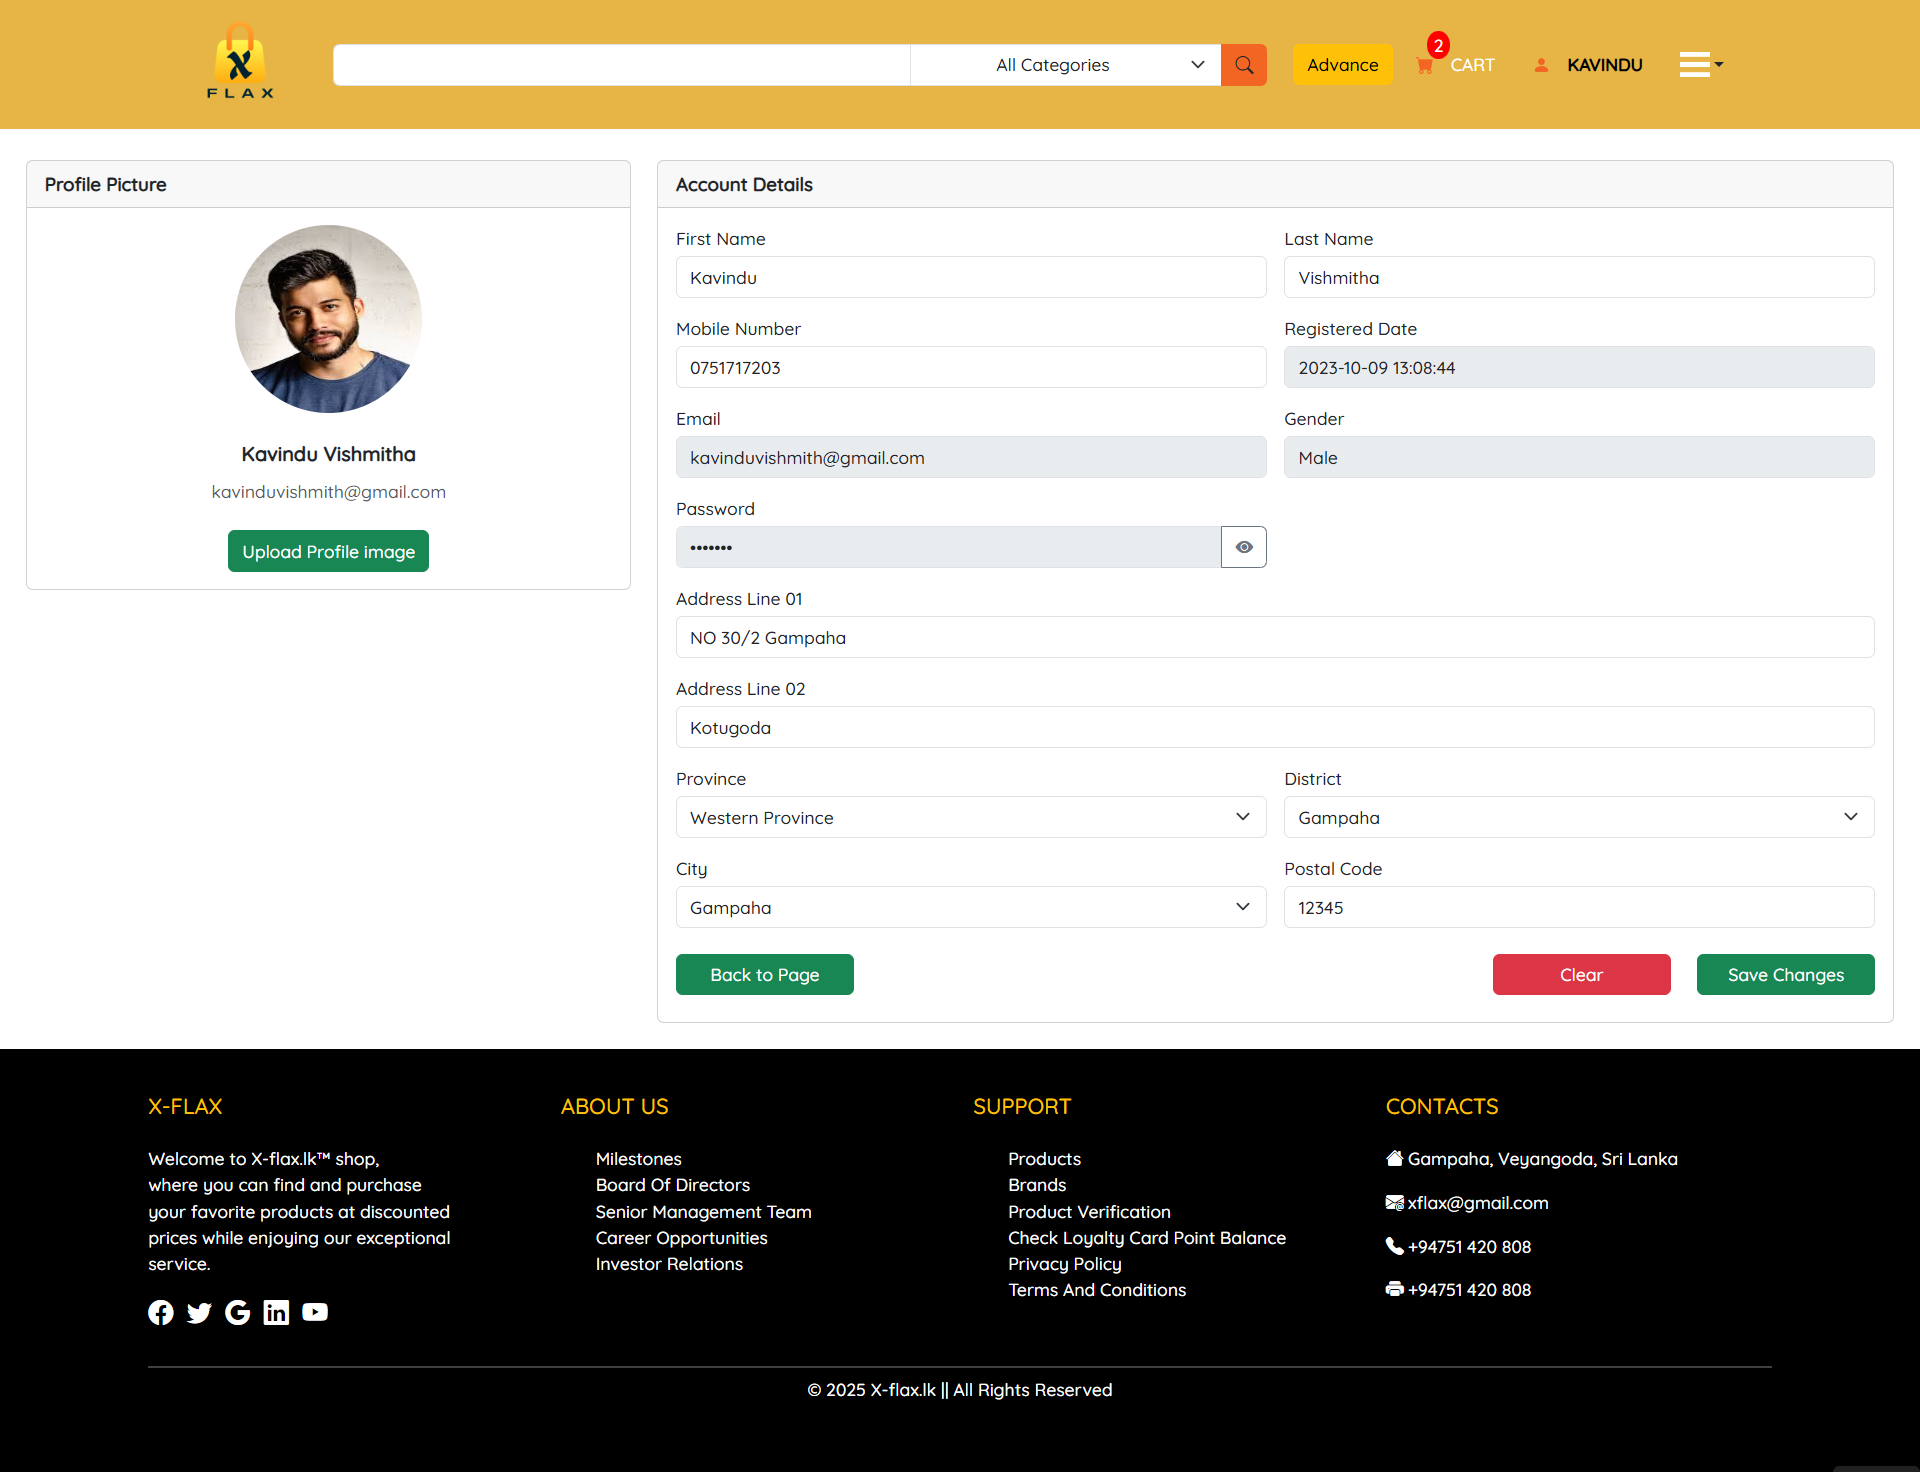 X
FLAX
All Categories
Advance
2
CART
KAVINDU
Profile Picture
Kavindu Vishmitha
kavinduvishmith@gmail.com
Upload Profile image
Account Details
First Name
Last Name
Kavindu
Vishmitha
Mobile Number
Registered Date
0751717203
2023-10-09 13:08:44
Email
Gender
kavinduvishmith@gmail.com
Male
Password
•••••••
Address Line 01
NO 30/2 Gampaha
Address Line 02
Kotugoda
Province
District
Western Province
Gampaha
City
Postal Code
Gampaha
12345
Back to Page
Clear
Save Changes
X-FLAX
Welcome to X-flax.lk™ shop,
where you can find and purchase
your favorite products at discounted
prices while enjoying our exceptional
service.
ABOUT US
Milestones
Board Of Directors
Senior Management Team
Career Opportunities
Investor Relations
SUPPORT
Products
Brands
Product Verification
Check Loyalty Card Point Balance
Privacy Policy
Terms And Conditions
CONTACTS
Gampaha, Veyangoda, Sri Lanka
xflax@gmail.com
+94751 420 808
+94751 420 808
© 2025 X-flax.lk || All Rights Reserved